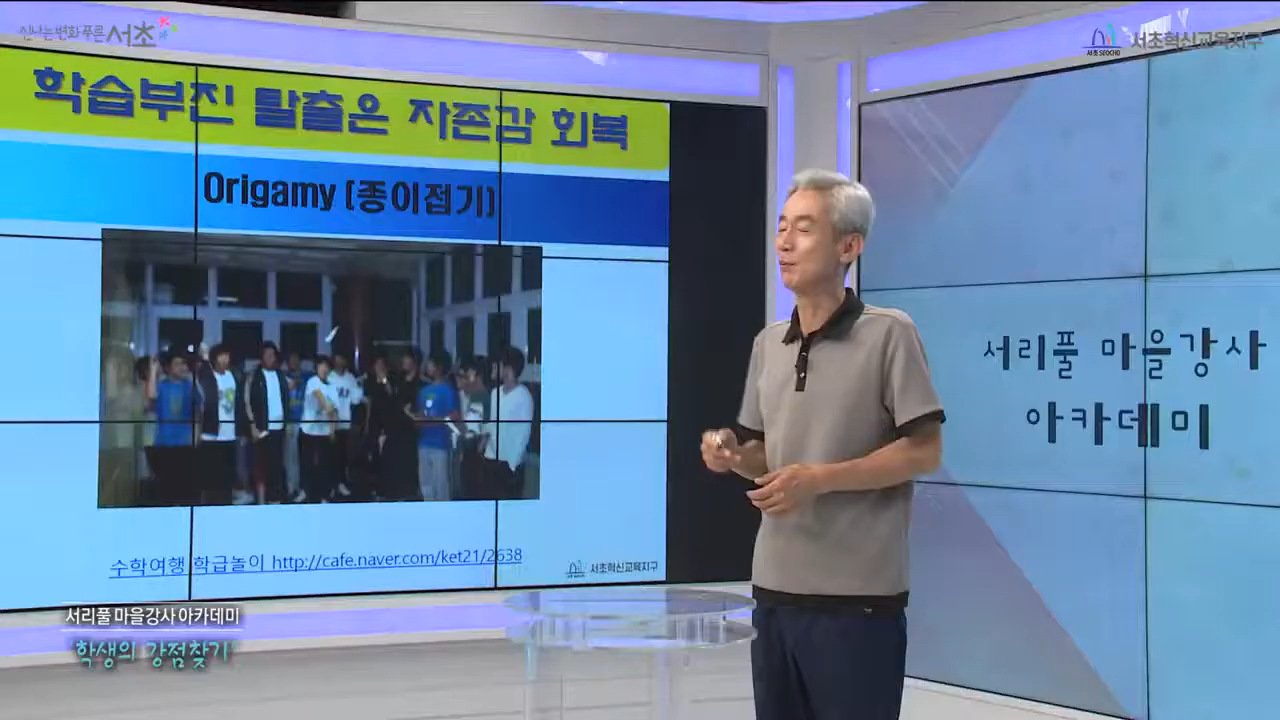 신나는 변화 푸른 서초
서초 SEOCHO
서초혁신교육지구
학습부진 탈출은 자존감 회복
Origamy (종이접기)
수학여행 학급놀이 http://cafe.naver.com/ket21/2638
서초혁신교육지구
서리풀 마을강사
아카데미
서리풀 마을강사 아카데미
학생의 강점찾기